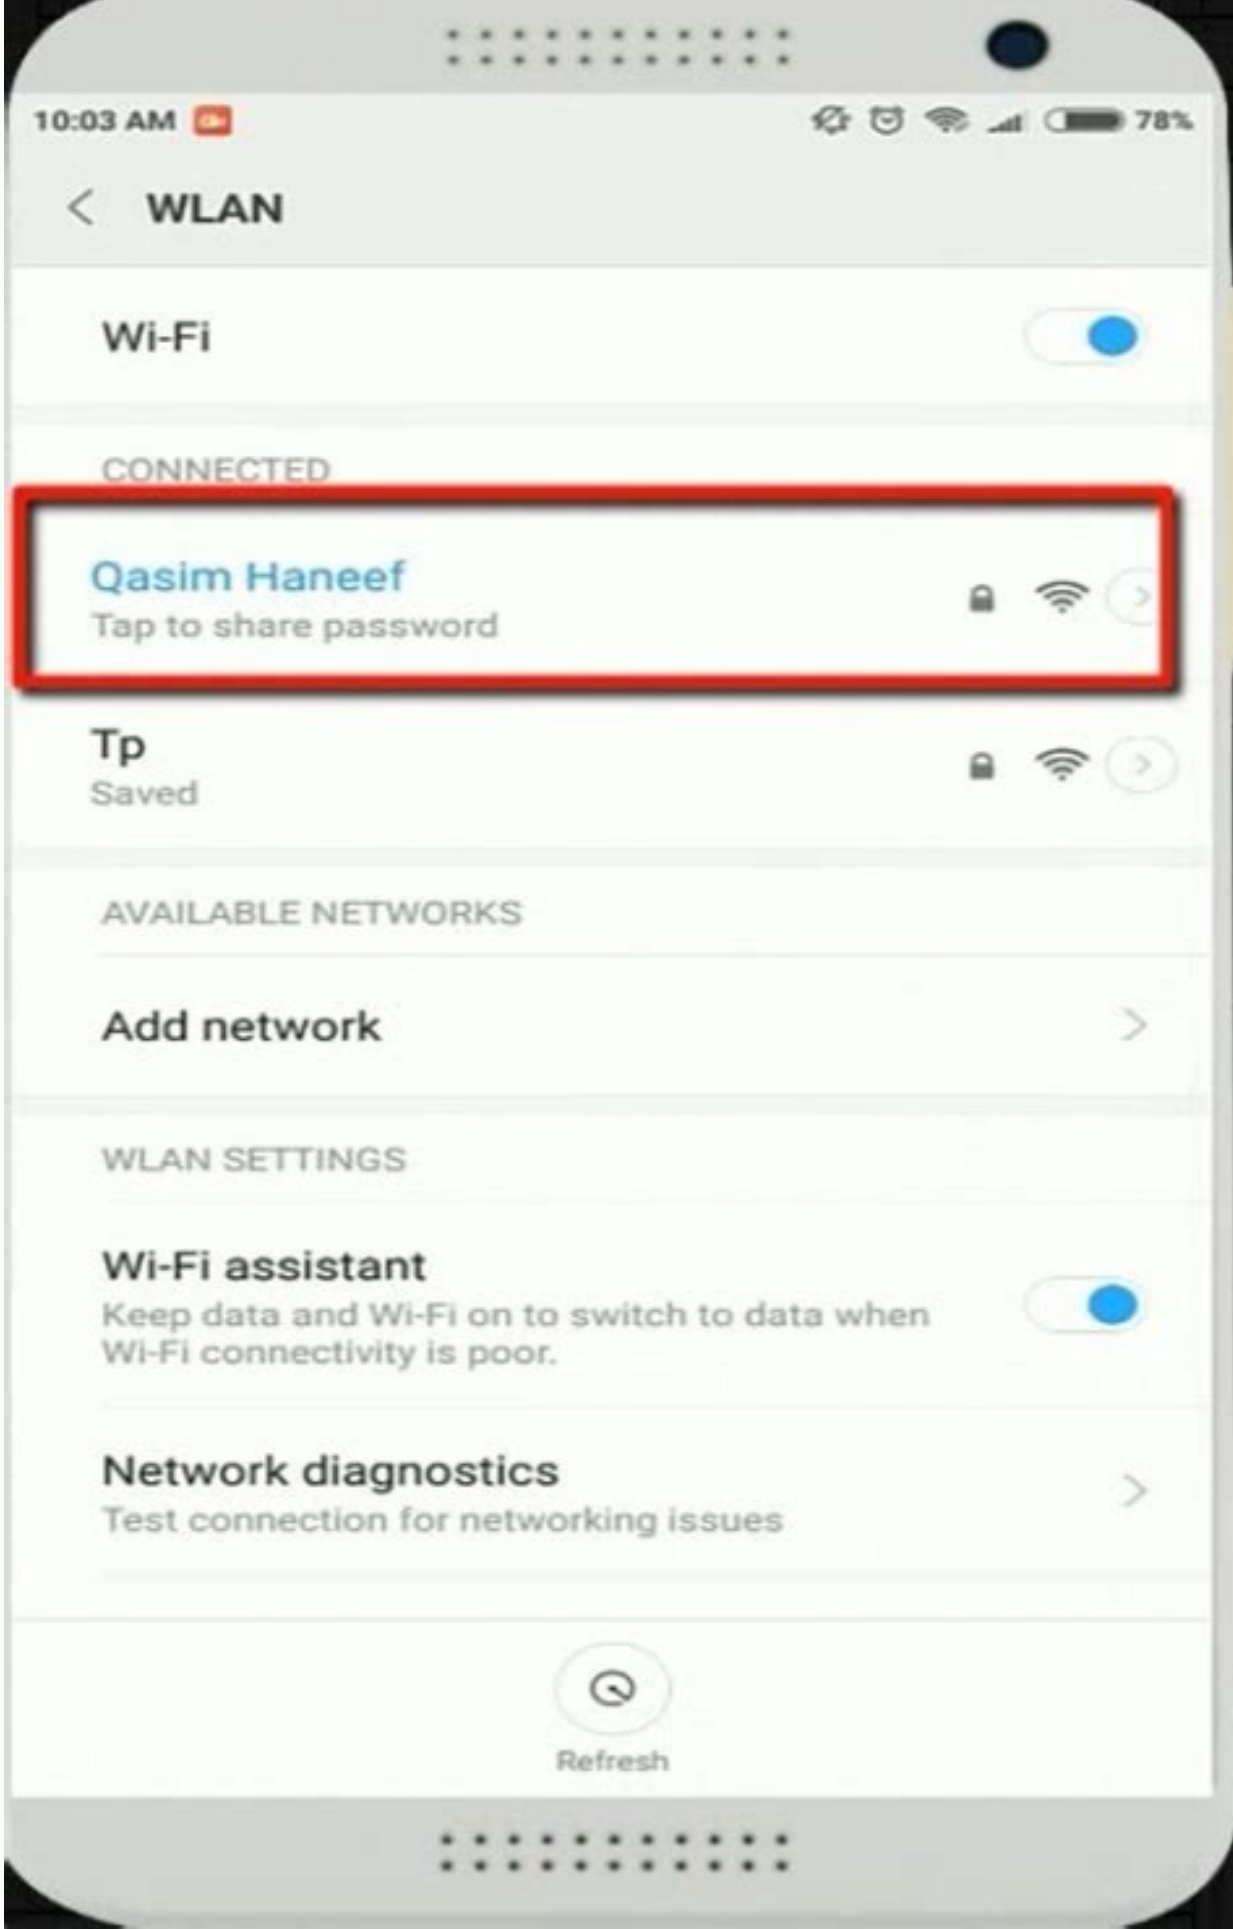 10:03 AM 78%
WLAN
Wi-Fi
CONNECTED
Qasim Haneef
Tap to share password
Tp
Saved
AVAILABLE NETWORKS
Add network
WLAN SETTINGS
Wi-Fi assistant
Keep data and Wi-Fi on to switch to data when
Wi-Fi connectivity is poor.
Network diagnostics
Test connection for networking issues
Refresh